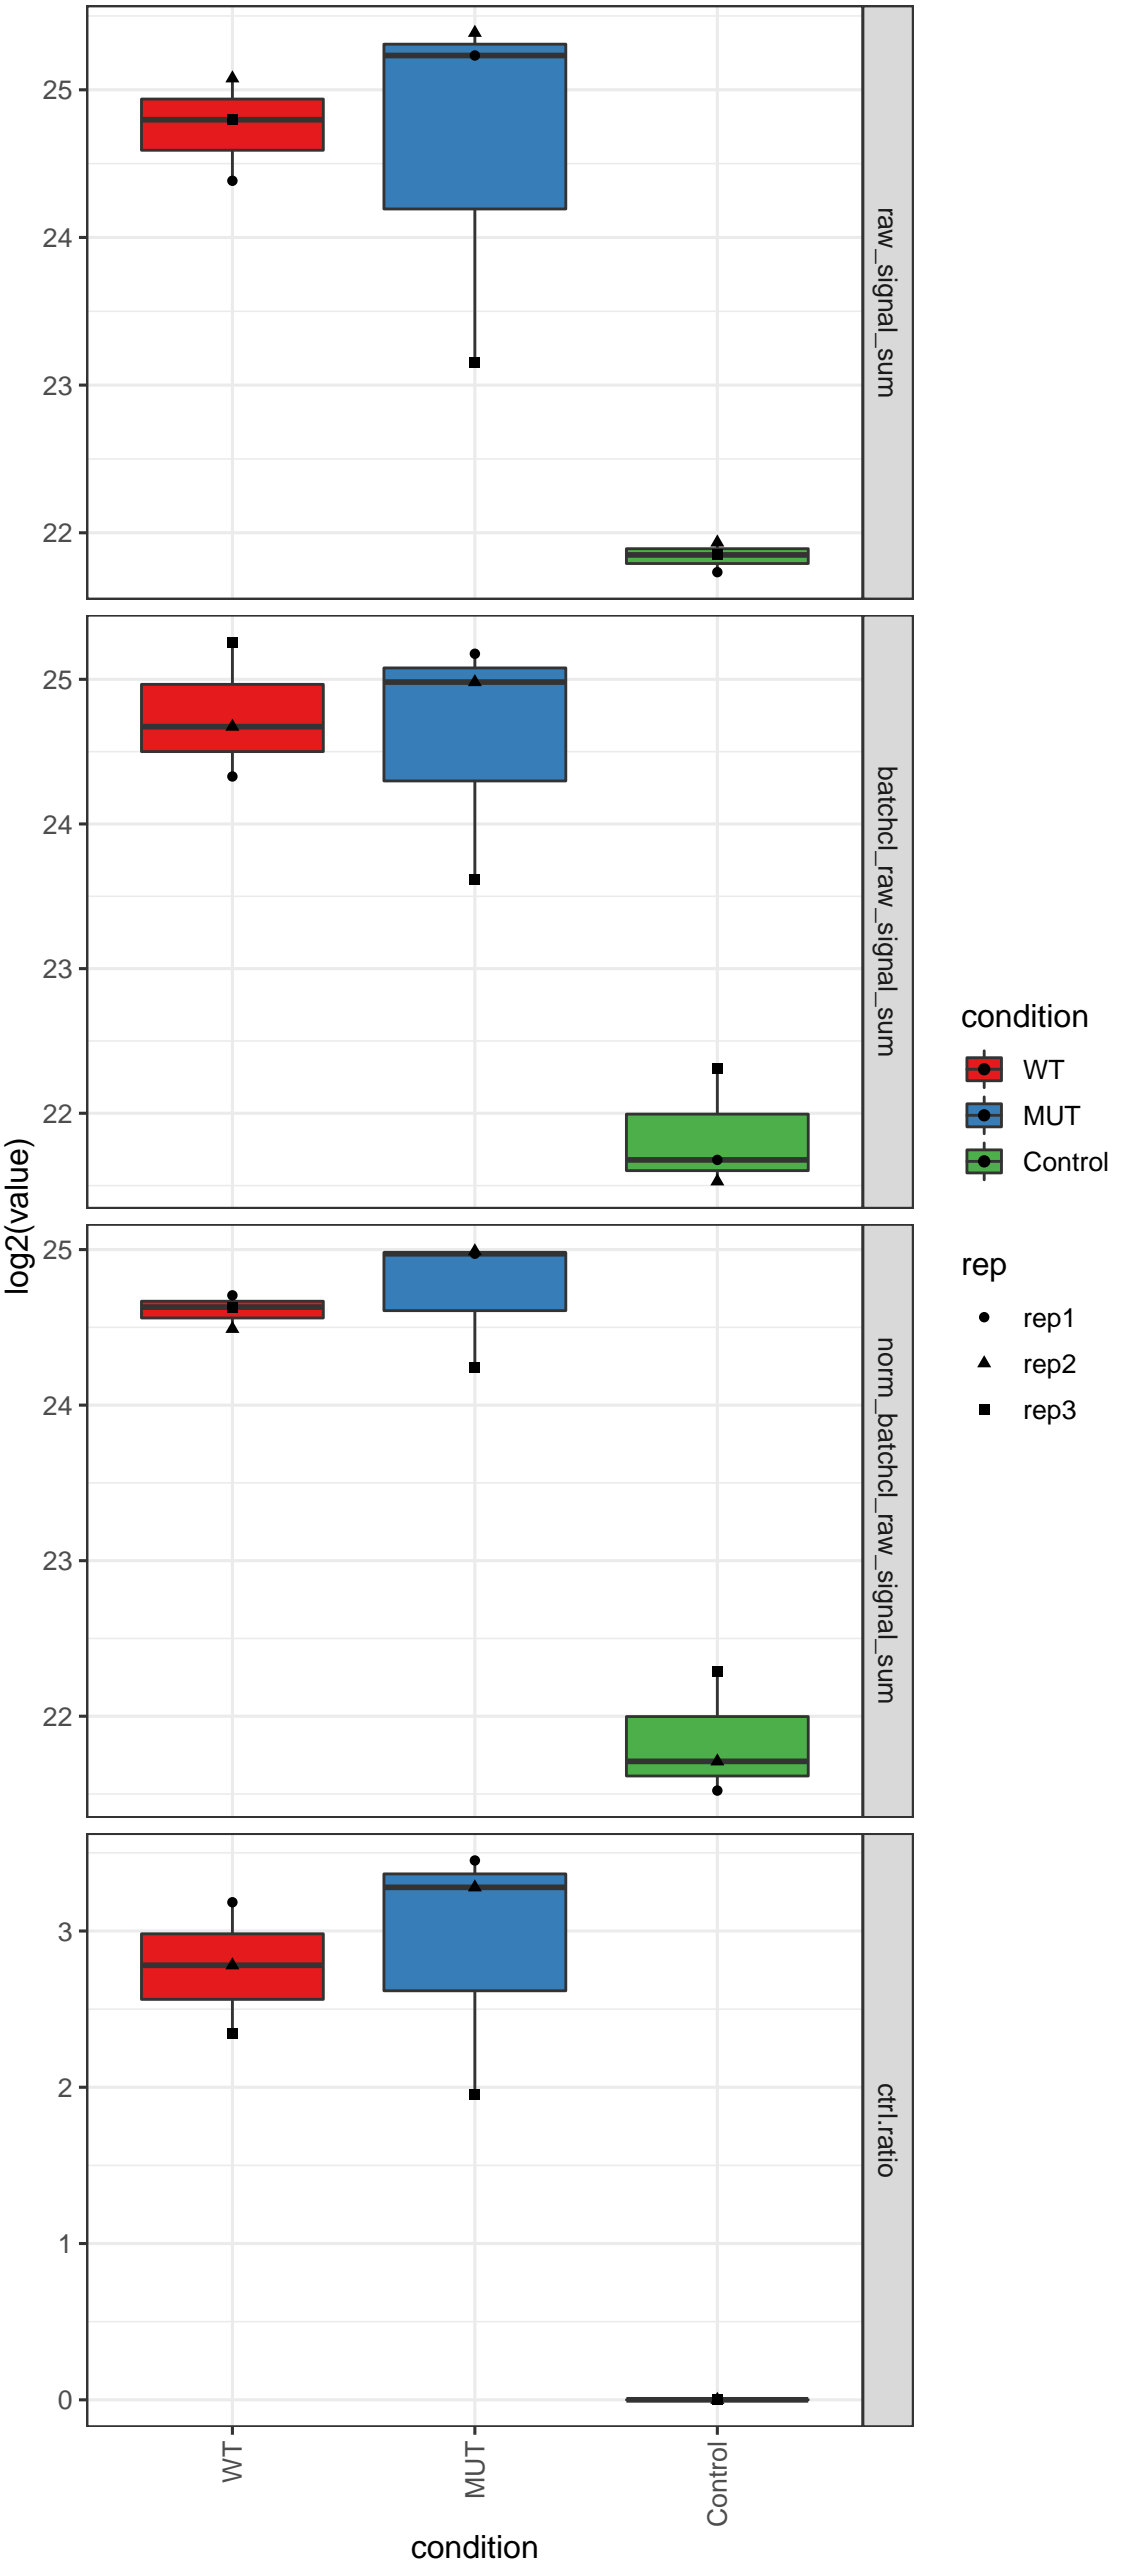 25
24
23
22
raw_signal_sum
25
24
23
22
batchcl_raw_signal_sum
25
24
23
22
norm_batchcl_raw_signal_sum
3
2
1
0
ctrl.ratio
log2(value)
WT
MUT
Control
condition
condition
WT
MUT
Control
rep
rep1
rep2
rep3